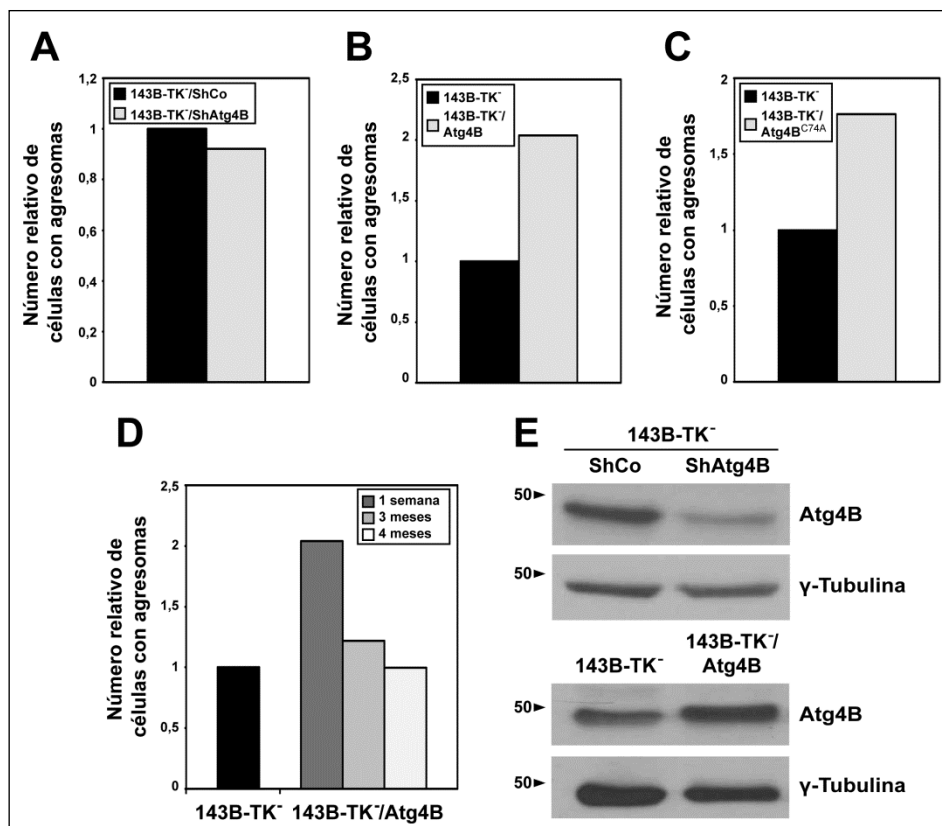 A
Número relativo de
células con agresomas
1,2
1
0,8
0,6
0,4
0,2
0
143B-TK⁻/ShCo
143B-TK⁻/ShAtg4B
B
Número relativo de
células con agresomas
2,5
2
1,5
1
0,5
0
143B-TK⁻
143B-TK⁻/
Atg4B
C
Número relativo de
células con agresomas
2
1,5
1
0,5
0
143B-TK⁻
143B-TK⁻/
Atg4B^C74A
D
Número relativo de
células con agresomas
2,5
2
1,5
1
0,5
0
1 semana
3 meses
4 meses
143B-TK⁻
143B-TK⁻/Atg4B
E
143B-TK⁻
ShCo ShAtg4B
50► Atg4B
50► γ-Tubulina
143B-TK⁻ 143B-TK⁻/
Atg4B
50► Atg4B
50► γ-Tubulina